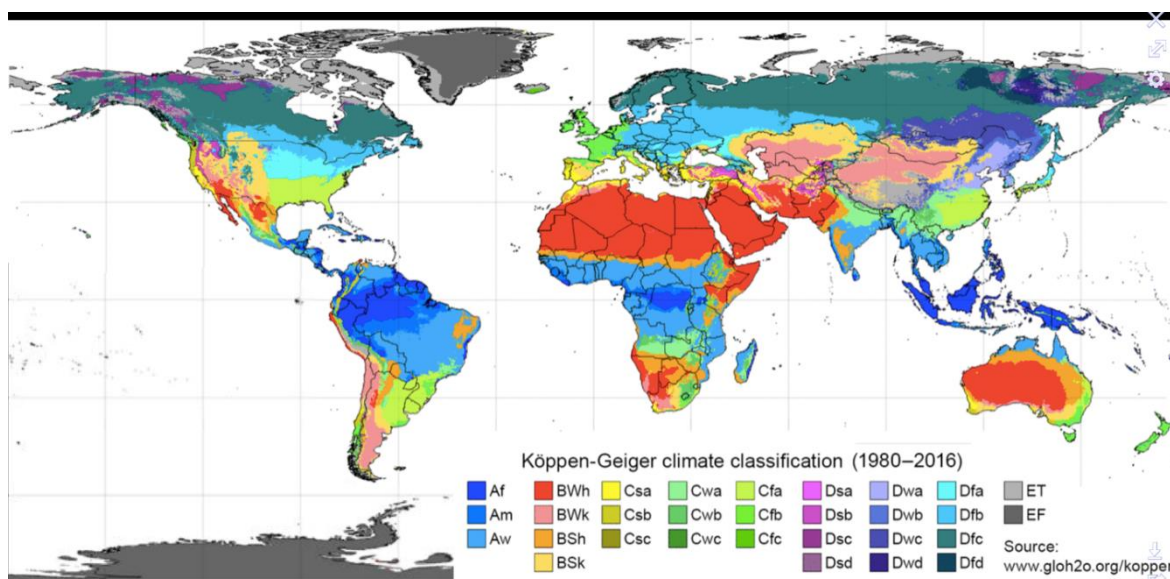 Köppen-Geiger climate classification (1980–2016)
Af BWh Csa Cwa Cfa Dsa Dwa Dfa ET
Am BWk Csb Cwb Cfb Dsb Dwb Dfb EF
Aw BSh Csc Cwc Cfc Dsc Dwc Dfc Source:
BSk Dsd Dwd Dfd www.gloh2o.org/koppen